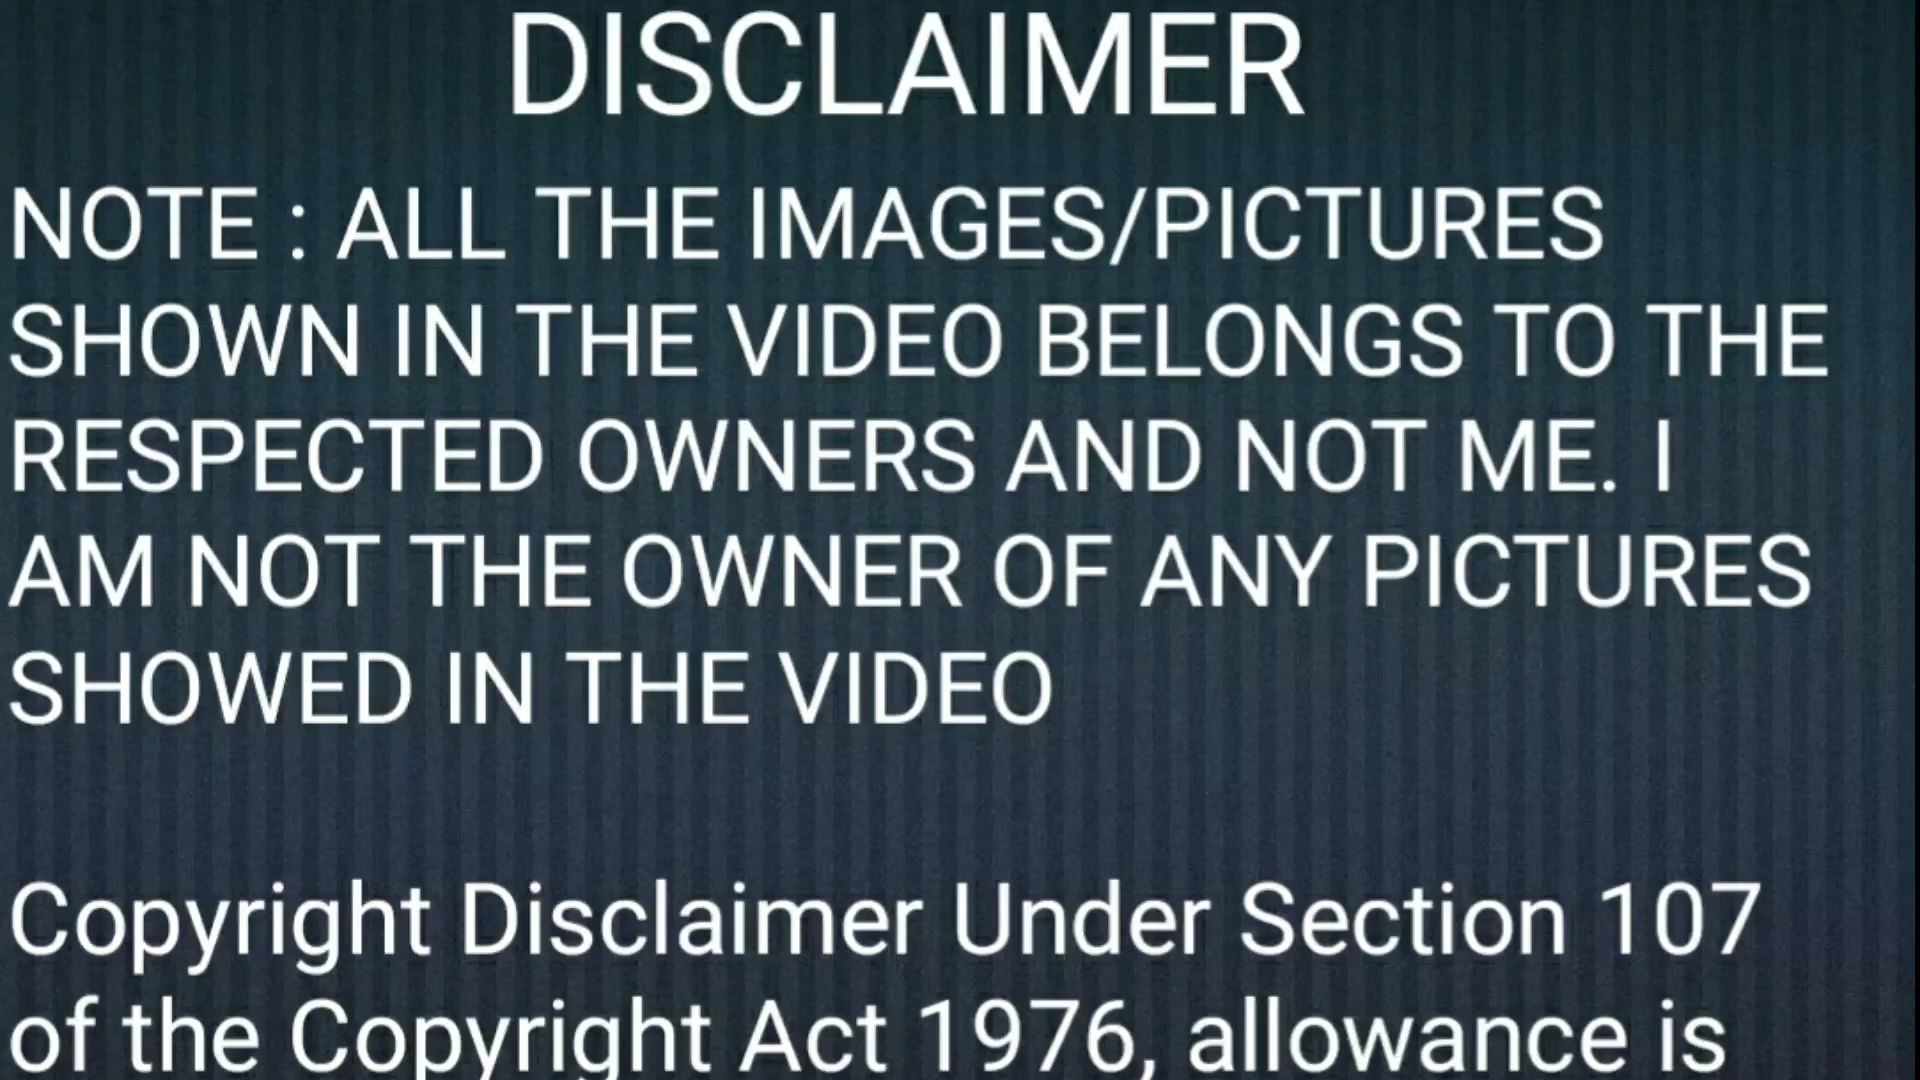 DISCLAIMER
NOTE : ALL THE IMAGES/PICTURES
SHOWN IN THE VIDEO BELONGS TO THE
RESPECTED OWNERS AND NOT ME. I
AM NOT THE OWNER OF ANY PICTURES
SHOWED IN THE VIDEO
Copyright Disclaimer Under Section 107
of the Copyright Act 1976, allowance is